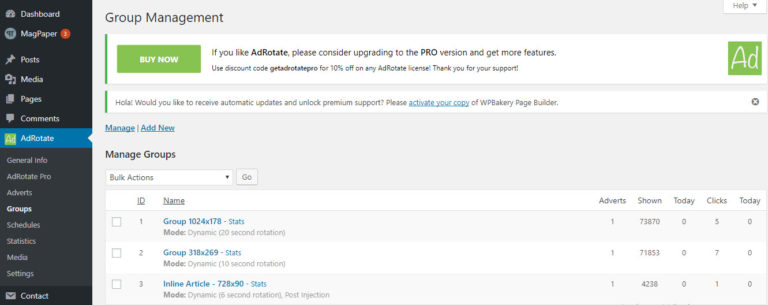 Help ▾
Dashboard
MagPaper 3
Posts
Media
Pages
Comments
AdRotate
General Info
AdRotate Pro
Adverts
Groups
Schedules
Statistics
Media
Settings
Contact
Group Management
BUY NOW
If you like AdRotate, please consider upgrading to the PRO version and get more features.
Use discount code getadrotatepro for 10% off on any AdRotate license! Thank you for your support!
Ad
Hola! Would you like to receive automatic updates and unlock premium support? Please activate your copy of WPBakery Page Builder.
Manage | Add New
Manage Groups
Bulk Actions
Go
ID Name Adverts Shown Today Clicks Today
1 Group 1024x178 - Stats 1 73870 0 5 0
Mode: Dynamic (20 second rotation)
2 Group 318x269 - Stats 1 71853 0 7 0
Mode: Dynamic (10 second rotation)
3 Inline Article - 728x90 - Stats 1 4238 0 1 0
Mode: Dynamic (6 second rotation), Post Injection